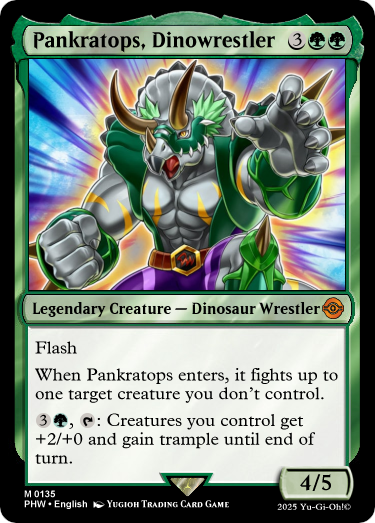 Pankratops, Dinowrestler 3
Legendary Creature — Dinosaur Wrestler
Flash
When Pankratops enters, it fights up to
one target creature you don't control.
3 , : Creatures you control get
+2/+0 and gain trample until end of
turn.
4/5
M 0135
PHW • English Yugioh Trading Card Game
2025 Yu-Gi-Oh!©